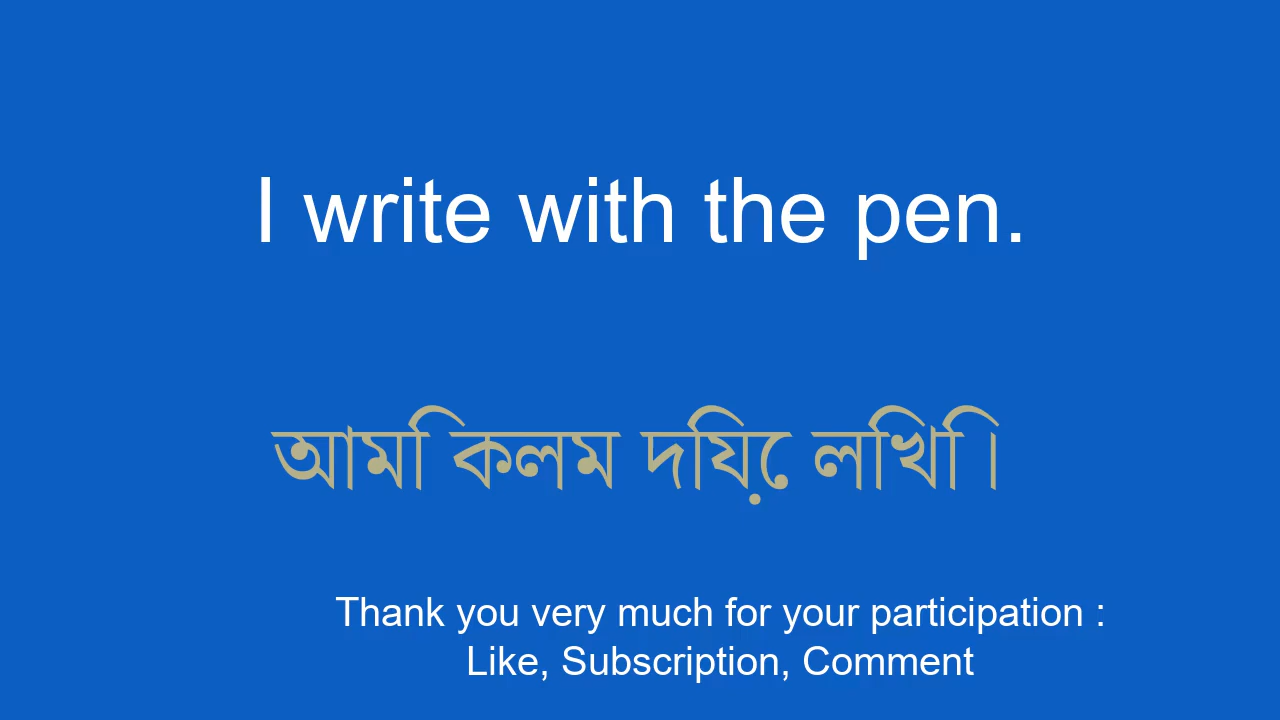 I write with the pen.
আমি কলম দিয়ে লিখি।
Thank you very much for your participation :
Like, Subscription, Comment